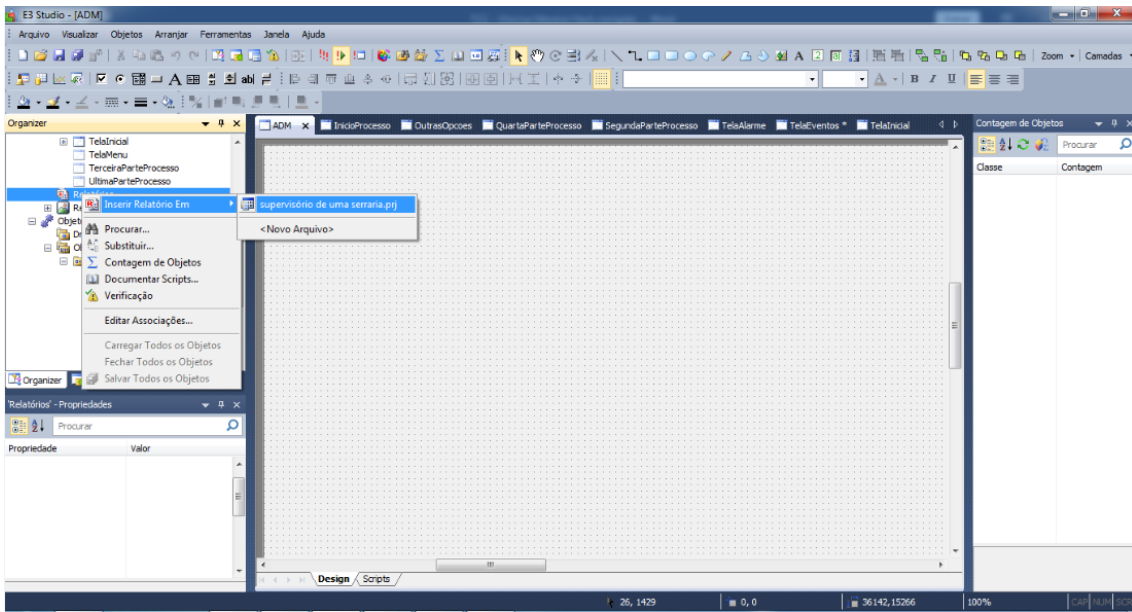 E3 Studio - [ADM]
Arquivo Visualizar Objetos Arranjar Ferramentas Janela Ajuda
Zoom Camadas
A B I U
Organizer
ADM InicioProcesso OutrasOpcoes QuartaParteProcesso SegundaParteProcesso TelaAlarme TelaEventos * TelaInicial
Contagem de Objetos
TelaInicial
TelaMenu
TerceiraParteProcesso
UltimaParteProcesso
Relatórios
Procurar
Classe Contagem
Inserir Relatório Em
supervisório de uma serraria.prj
<Novo Arquivo>
Procurar...
Substituir...
Contagem de Objetos
Documentar Scripts...
Verificação
Editar Associações...
Carregar Todos os Objetos
Fechar Todos os Objetos
Salvar Todos os Objetos
Organizer
'Relatórios' - Propriedades
Procurar
Propriedade Valor
Design Scripts
26, 1429 0, 0 36142,15266 100% CAP NUM SCR